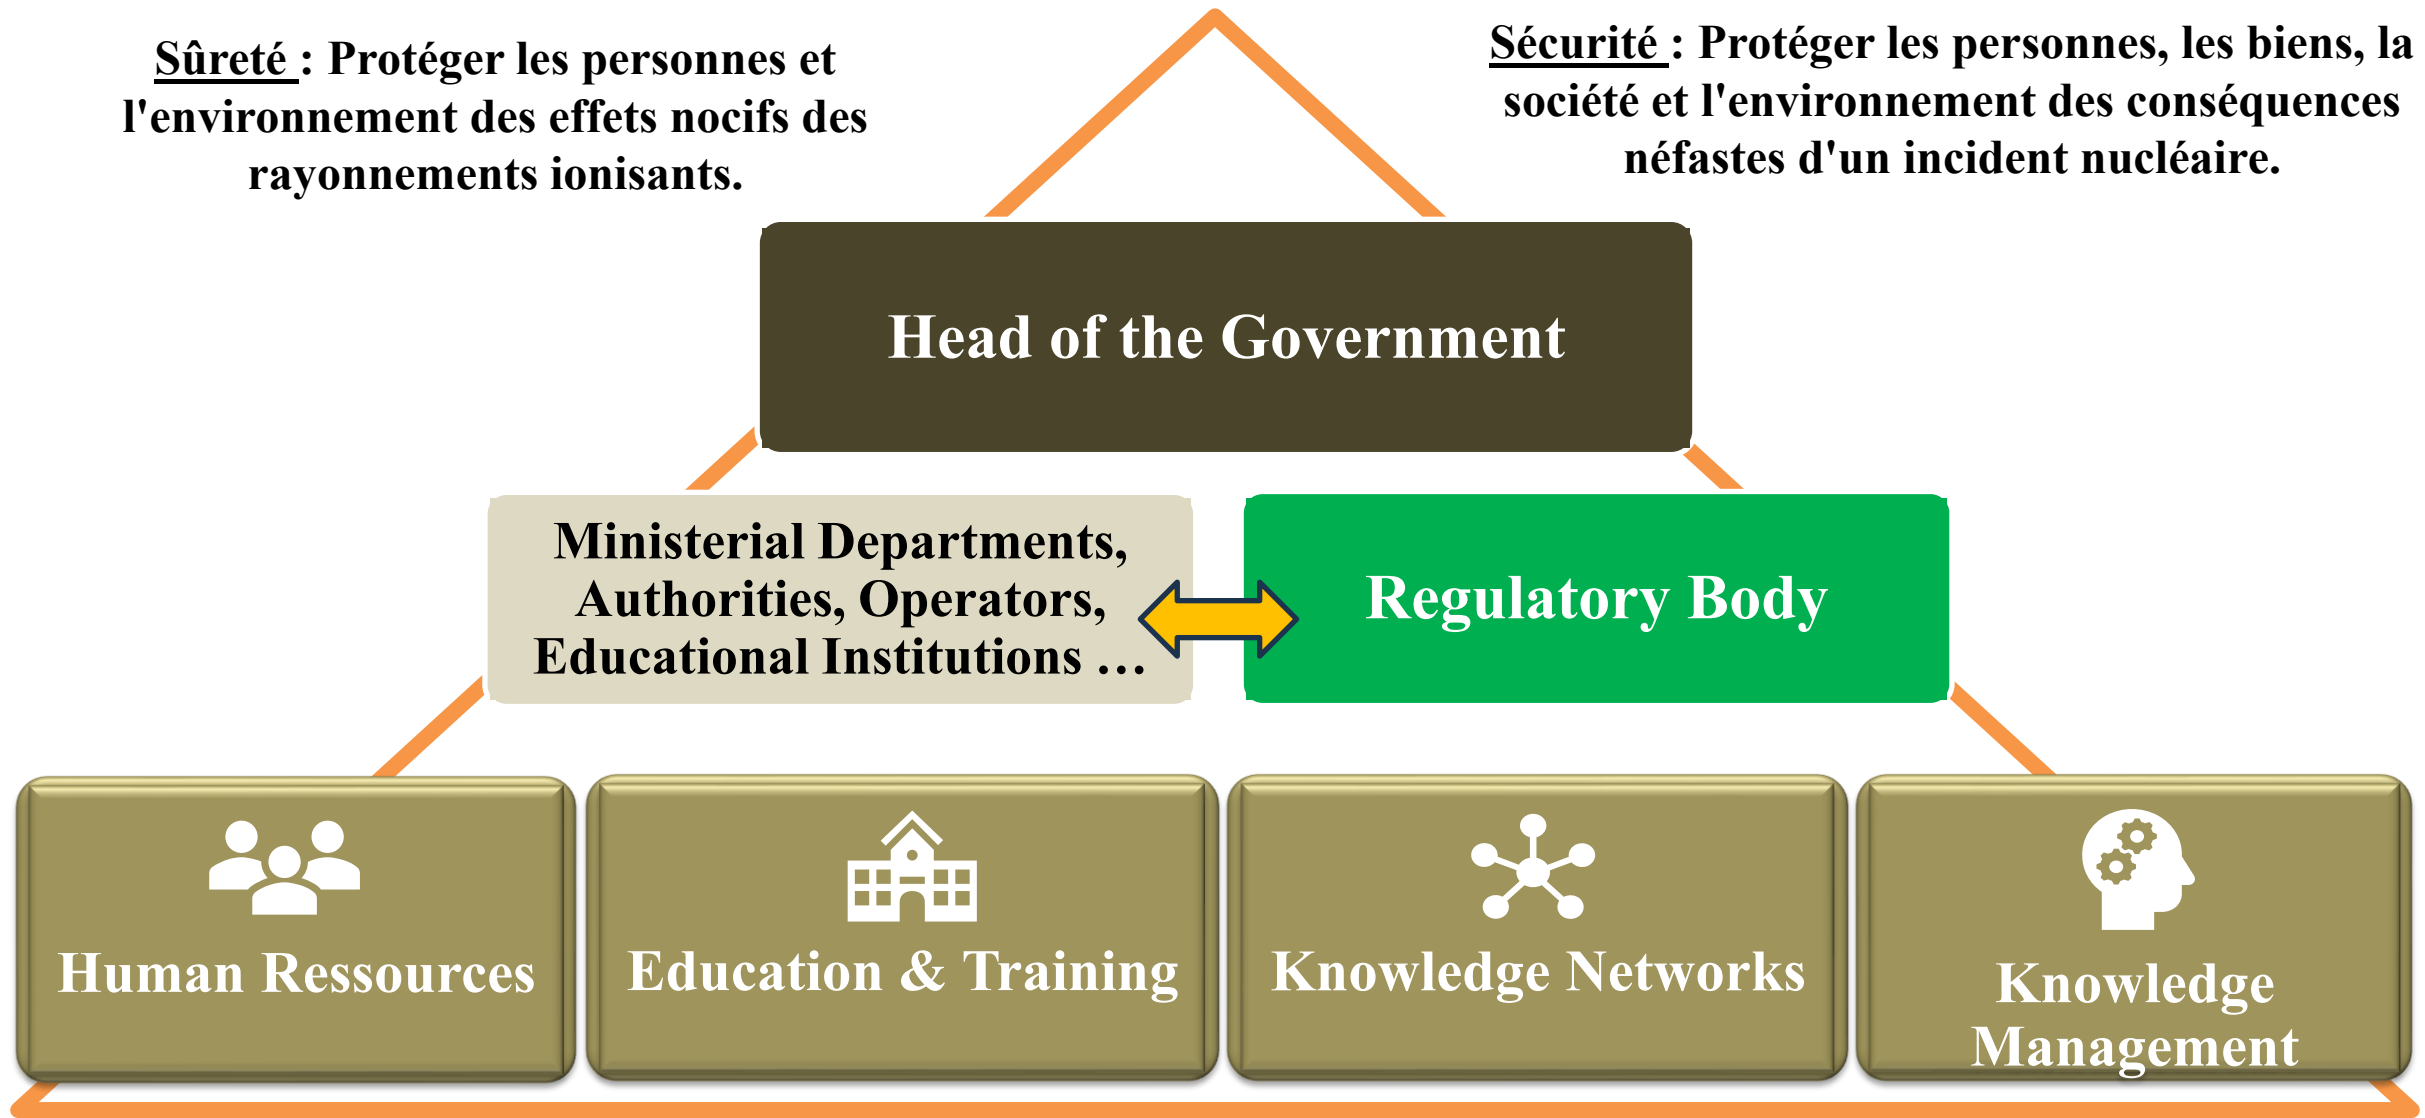 Sûreté : Protéger les personnes et
l'environnement des effets nocifs des
rayonnements ionisants.
Sécurité : Protéger les personnes, les biens, la
société et l'environnement des conséquences
néfastes d'un incident nucléaire.
Head of the Government
Ministerial Departments,
Authorities, Operators,
Educational Institutions …
Regulatory Body
Human Ressources
Education & Training
Knowledge Networks
Knowledge
Management